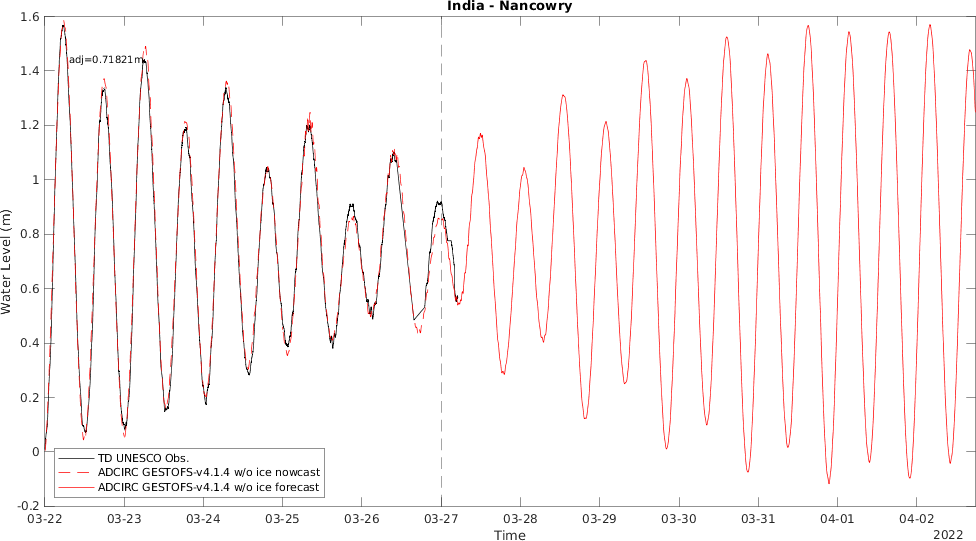 India - Nancowry
adj=0.71821m
Water Level (m)
1.6
1.4
1.2
1
0.8
0.6
0.4
0.2
0
-0.2
TD UNESCO Obs.
ADCIRC GESTOFS-v4.1.4 w/o ice nowcast
ADCIRC GESTOFS-v4.1.4 w/o ice forecast
03-22 03-23 03-24 03-25 03-26 03-27 03-28 03-29 03-30 03-31 04-01 04-02
Time
2022